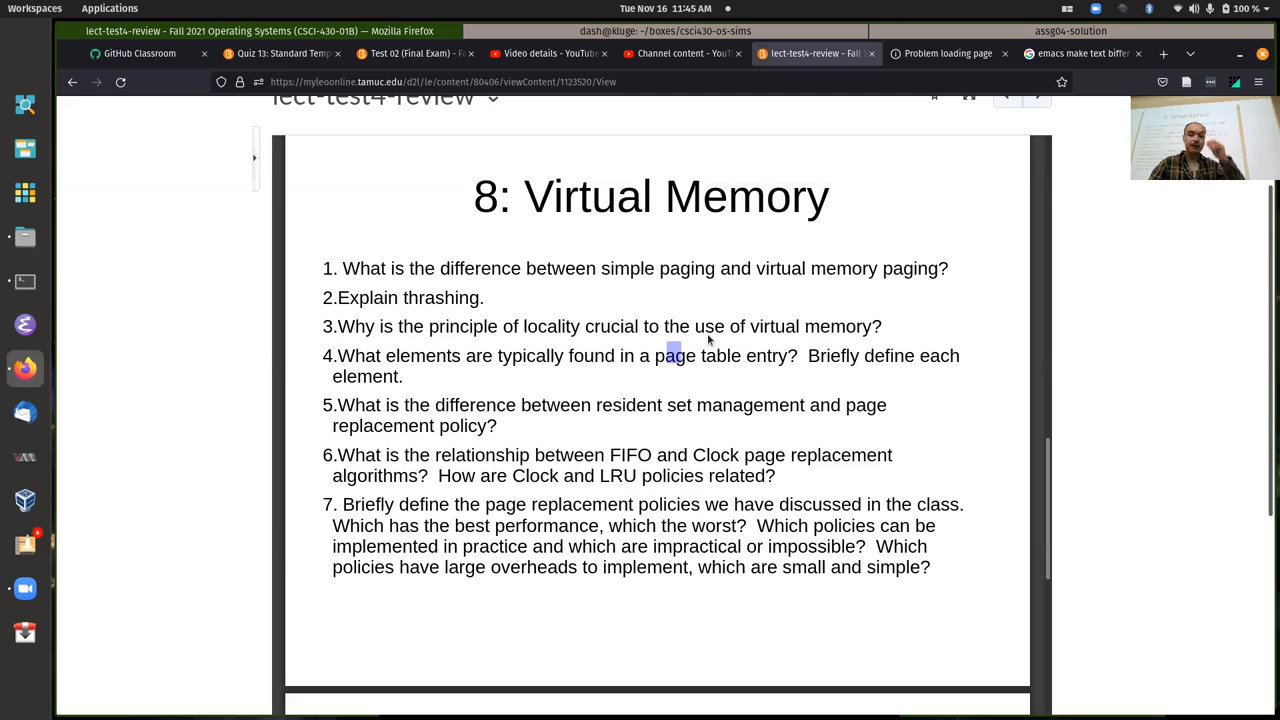 Workspaces Applications Tue Nov 16 11:45 AM 100 %
lect-test4-review - Fall 2021 Operating Systems (CSCI-430-01B) — Mozilla Firefox dash@kluge: ~/boxes/csci430-os-sims assg04-solution
GitHub Classroom Quiz 13: Standard Temp Test 02 (Final Exam) - M Video details - YouTube Channel content - YouT lect-test4-review - Fall 2 Problem loading page emacs make text differ
https://myleoonline.tamuc.edu/d2l/le/content/80406/viewContent/1123520/View
lect-test4-review
8: Virtual Memory
1. What is the difference between simple paging and virtual memory paging?
2.Explain thrashing.
3.Why is the principle of locality crucial to the use of virtual memory?
4.What elements are typically found in a page table entry? Briefly define each
element.
5.What is the difference between resident set management and page
replacement policy?
6.What is the relationship between FIFO and Clock page replacement
algorithms? How are Clock and LRU policies related?
7. Briefly define the page replacement policies we have discussed in the class.
Which has the best performance, which the worst? Which policies can be
implemented in practice and which are impractical or impossible? Which
policies have large overheads to implement, which are small and simple?